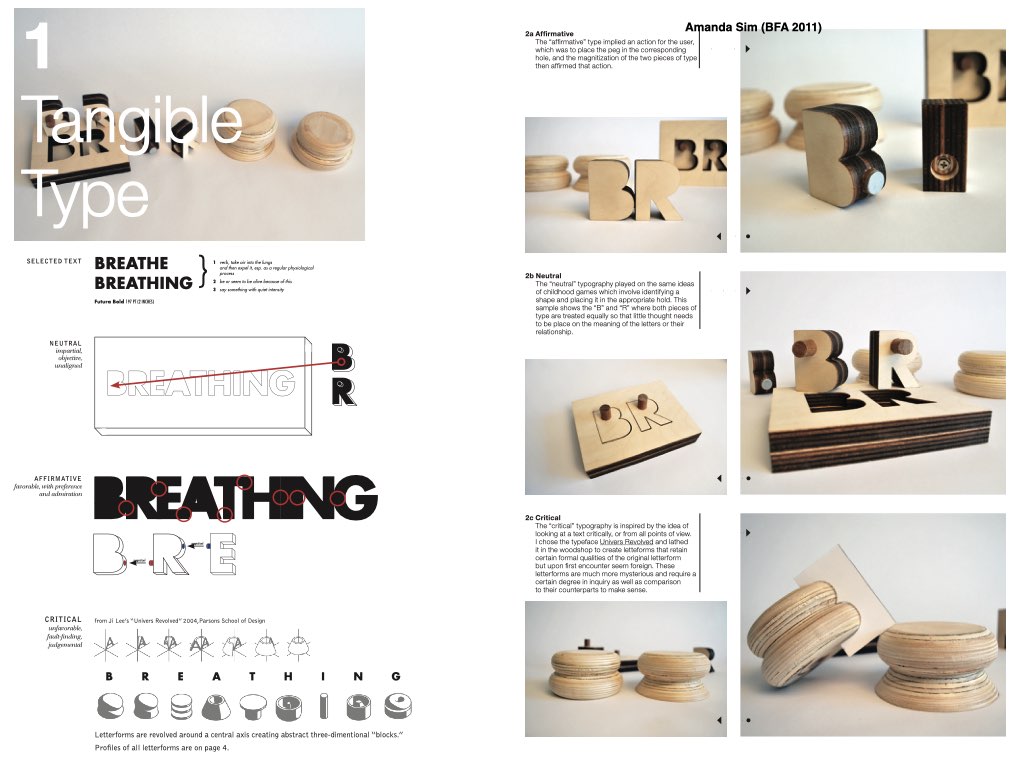 1
Tangible
Type
SELECTED TEXT
BREATHE
BREATHING
}
1 verb, take air into the lungs
and then expel it, esp. as a regular physiological
process
2 be or seem to be alive because of this
3 say something with quiet intensity
Futura Bold 197 PT (2 INCHES)
NEUTRAL
impartial,
objective,
unaligned
BREATHING
B
R
AFFIRMATIVE
favorable, with preference
and admiration
BREATHING
B R E
CRITICAL
unfavorable,
fault-finding,
judgemental
from Ji Lee's "Univers Revolved" 2004, Parsons School of Design
B R E A T H I N G
Letterforms are revolved around a central axis creating abstract three-dimentional "blocks."
Profiles of all letterforms are on page 4.
Amanda Sim (BFA 2011)
2a Affirmative
The "affirmative" type implied an action for the user,
which was to place the peg in the corresponding
hole, and the magnitization of the two pieces of type
then affirmed that action.
BR
BR
B
B
2b Neutral
The "neutral" typography played on the same ideas
of childhood games which involve identifying a
shape and placing it in the appropriate hold. This
sample shows the "B" and "R" where both pieces of
type are treated equally so that little thought needs
to be place on the meaning of the letters or their
relationship.
BR
B R
BR
2c Critical
The "critical" typography is inspired by the idea of
looking at a text critically, or from all points of view.
I chose the typeface Univers Revolved and lathed
it in the woodshop to create letteforms that retain
certain formal qualities of the original letterform
but upon first encounter seem foreign. These
letterforms are much more mysterious and require a
certain degree in inquiry as well as comparison
to their counterparts to make sense.